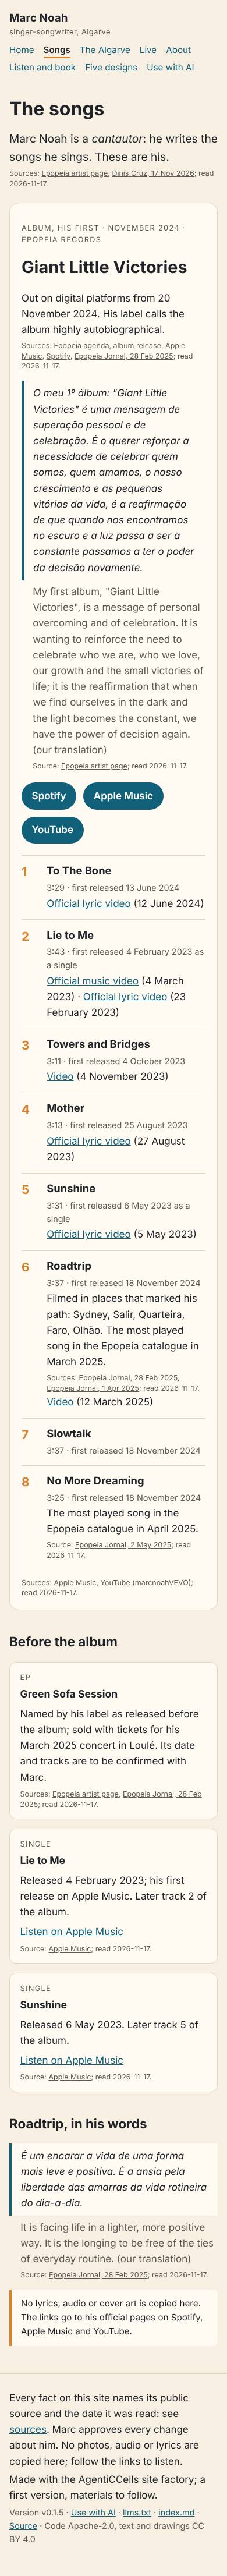 Marc Noah
singer-songwriter, Algarve
Home Songs The Algarve Live About
Listen and book Five designs Use with AI
The songs
Marc Noah is a cantautor: he writes the
songs he sings. These are his.
Sources: Epopeia artist page, Dinis Cruz, 17 Nov 2026; read
2026-11-17.
ALBUM, HIS FIRST · NOVEMBER 2024 ·
EPOPEIA RECORDS
Giant Little Victories
Out on digital platforms from 20
November 2024. His label calls the
album highly autobiographical.
Sources: Epopeia agenda, album release, Apple
Music, Spotify, Epopeia Jornal, 28 Feb 2025; read
2026-11-17.
O meu 1º álbum: "Giant Little
Victories" é uma mensagem de
superação pessoal e de
celebração. É o querer reforçar a
necessidade de celebrar quem
somos, quem amamos, o nosso
crescimento e as pequenas
vitórias da vida, é a reafirmação
de que quando nos encontramos
no escuro e a luz passa a ser a
constante passamos a ter o poder
da decisão novamente.
My first album, "Giant Little
Victories", is a message of personal
overcoming and of celebration. It is
wanting to reinforce the need to
celebrate who we are, who we love,
our growth and the small victories of
life; it is the reaffirmation that when
we find ourselves in the dark and
the light becomes the constant, we
have the power of decision again.
(our translation)
Source: Epopeia artist page; read 2026-11-17.
Spotify Apple Music
YouTube
1 To The Bone
3:29 · first released 13 June 2024
Official lyric video (12 June 2024)
2 Lie to Me
3:43 · first released 4 February 2023 as
a single
Official music video (4 March
2023) · Official lyric video (23
February 2023)
3 Towers and Bridges
3:11 · first released 4 October 2023
Video (4 November 2023)
4 Mother
3:13 · first released 25 August 2023
Official lyric video (27 August
2023)
5 Sunshine
3:31 · first released 6 May 2023 as a
single
Official lyric video (5 May 2023)
6 Roadtrip
3:37 · first released 18 November 2024
Filmed in places that marked his
path: Sydney, Salir, Quarteira,
Faro, Olhão. The most played
song in the Epopeia catalogue in
March 2025.
Sources: Epopeia Jornal, 28 Feb 2025,
Epopeia Jornal, 1 Apr 2025; read 2026-11-17.
Video (12 March 2025)
7 Slowtalk
3:37 · first released 18 November 2024
8 No More Dreaming
3:25 · first released 18 November 2024
The most played song in the
Epopeia catalogue in April 2025.
Source: Epopeia Jornal, 2 May 2025; read
2026-11-17.
Sources: Apple Music, YouTube (marcnoahVEVO);
read 2026-11-17.
Before the album
EP
Green Sofa Session
Named by his label as released before
the album; sold with tickets for his
March 2025 concert in Loulé. Its date
and tracks are to be confirmed with
Marc.
Sources: Epopeia artist page, Epopeia Jornal, 28 Feb
2025; read 2026-11-17.
SINGLE
Lie to Me
Released 4 February 2023; his first
release on Apple Music. Later track 2 of
the album.
Listen on Apple Music
Source: Apple Music; read 2026-11-17.
SINGLE
Sunshine
Released 6 May 2023. Later track 5 of
the album.
Listen on Apple Music
Source: Apple Music; read 2026-11-17.
Roadtrip, in his words
É um encarar a vida de uma forma
mais leve e positiva. É a ansia pela
liberdade das amarras da vida rotineira
do dia-a-dia.
It is facing life in a lighter, more positive
way. It is the longing to be free of the ties
of everyday routine. (our translation)
Source: Epopeia Jornal, 28 Feb 2025; read 2026-11-17.
No lyrics, audio or cover art is copied here.
The links go to his official pages on Spotify,
Apple Music and YouTube.
Every fact on this site names its public
source and the date it was read: see
sources. Marc approves every change
about him. No photos, audio or lyrics are
copied here; follow the links to listen.
Made with the AgentiCCells site factory; a
first version, materials to follow.
Version v0.1.5 · Use with AI · llms.txt · index.md ·
Source · Code Apache-2.0, text and drawings CC
BY 4.0